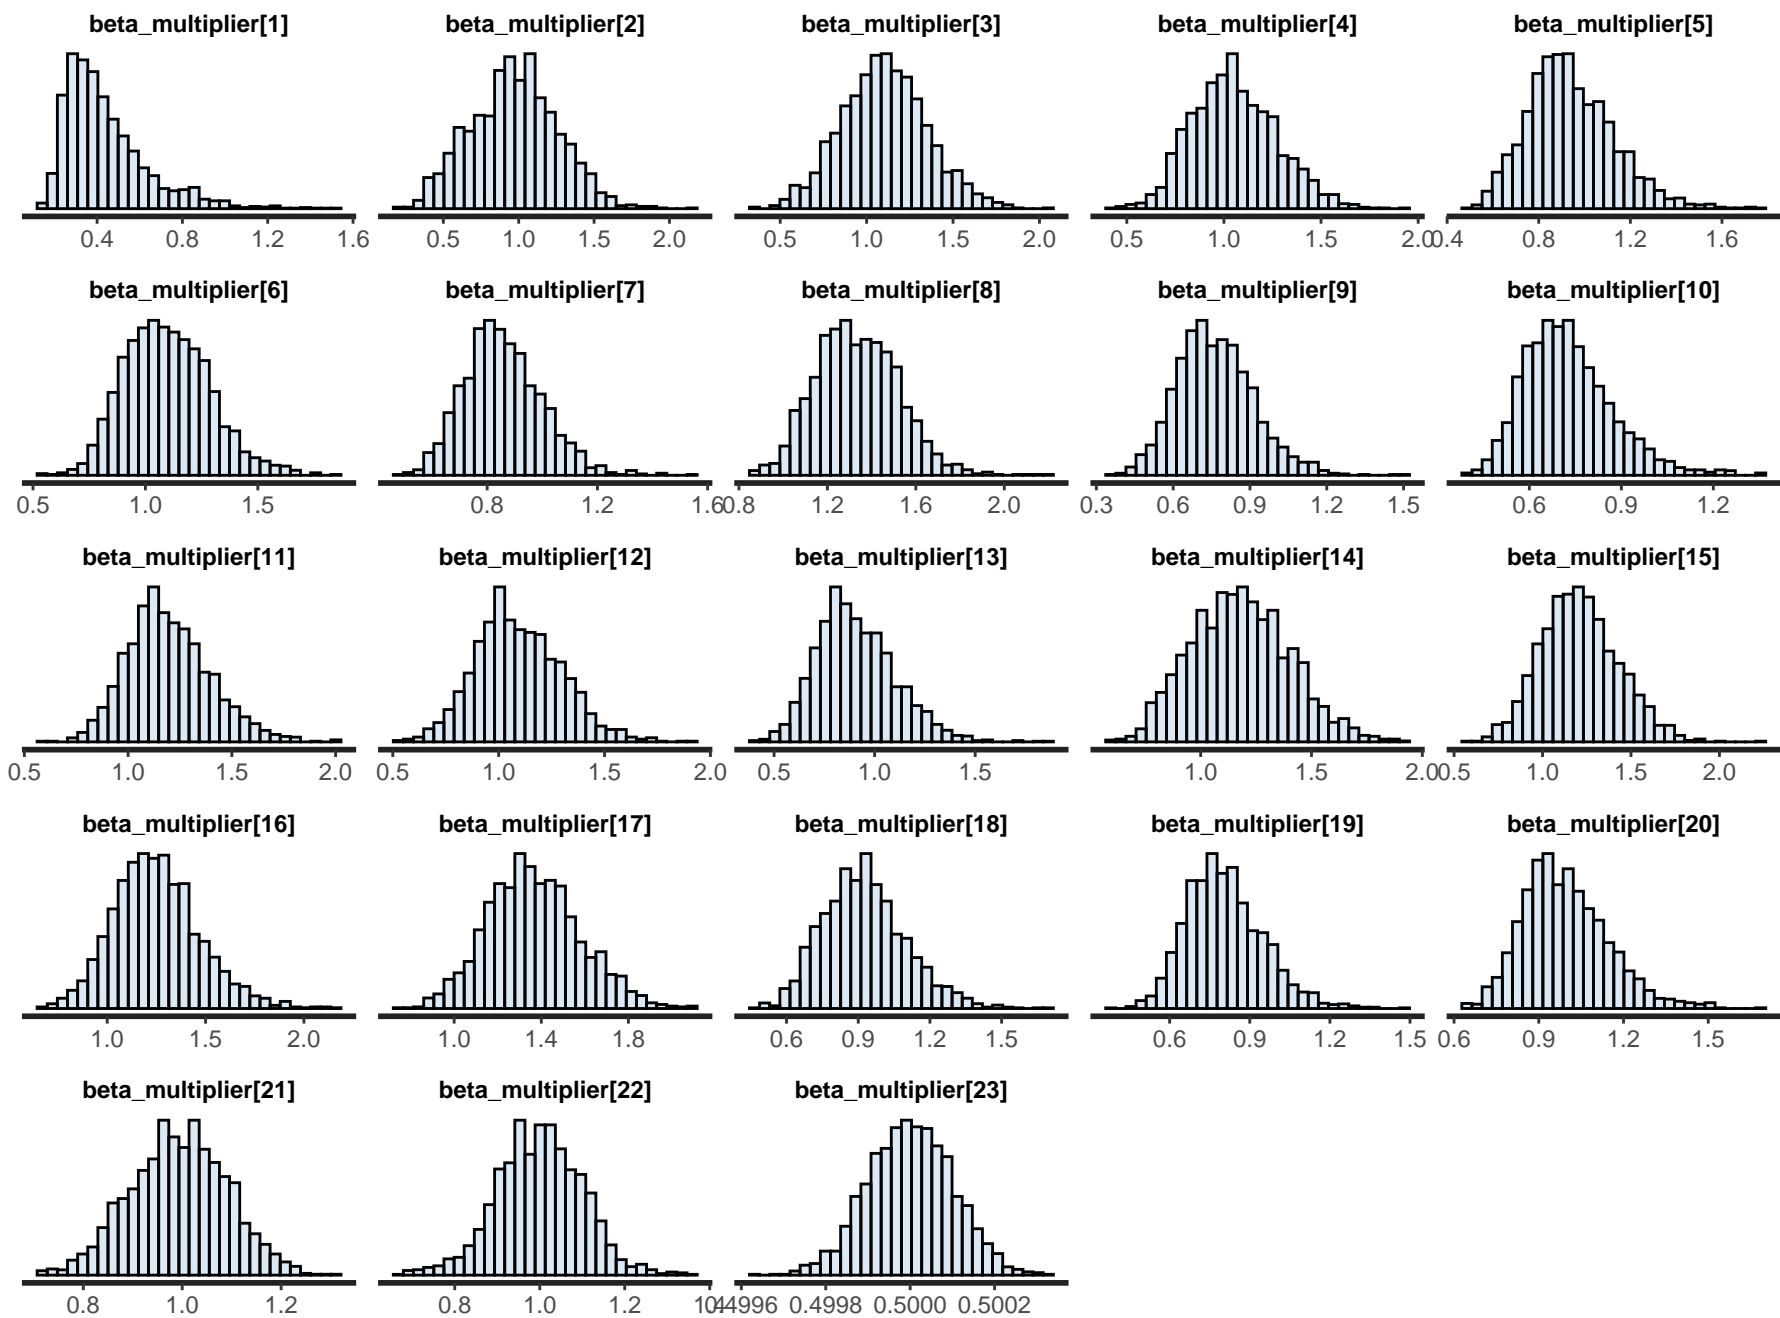 beta_multiplier[1] beta_multiplier[2] beta_multiplier[3] beta_multiplier[4] beta_multiplier[5]
0.4 0.8 1.2 1.6 0.5 1.0 1.5 2.0 0.5 1.0 1.5 2.0 0.5 1.0 1.5 2.0 0.4 0.8 1.2 1.6
beta_multiplier[6] beta_multiplier[7] beta_multiplier[8] beta_multiplier[9] beta_multiplier[10]
0.5 1.0 1.5 0.8 1.2 1.6 0.8 1.2 1.6 2.0 0.3 0.6 0.9 1.2 1.5 0.6 0.9 1.2
beta_multiplier[11] beta_multiplier[12] beta_multiplier[13] beta_multiplier[14] beta_multiplier[15]
0.5 1.0 1.5 2.0 0.5 1.0 1.5 2.0 0.5 1.0 1.5 1.0 1.5 2.0 0.5 1.0 1.5 2.0
beta_multiplier[16] beta_multiplier[17] beta_multiplier[18] beta_multiplier[19] beta_multiplier[20]
1.0 1.5 2.0 1.0 1.4 1.8 0.6 0.9 1.2 1.5 0.6 0.9 1.2 1.5 0.6 0.9 1.2 1.5
beta_multiplier[21] beta_multiplier[22] beta_multiplier[23]
0.8 1.0 1.2 0.8 1.0 1.2 1.4 0.4996 0.4998 0.5000 0.5002